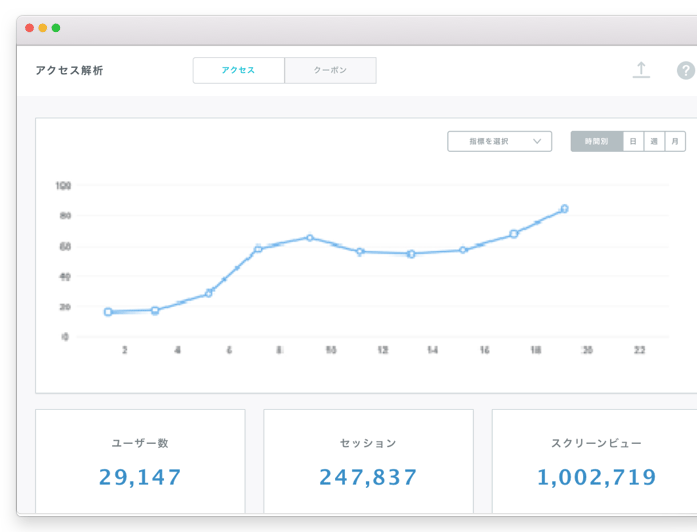 アクセス解析
アクセス
クーポン
?
指標を選択
時間別 日 週 月
100
80
60
40
20
0
2 4 6 8 10 12 14 16 18 20 22
ユーザー数
29,147
セッション
247,837
スクリーンビュー
1,002,719